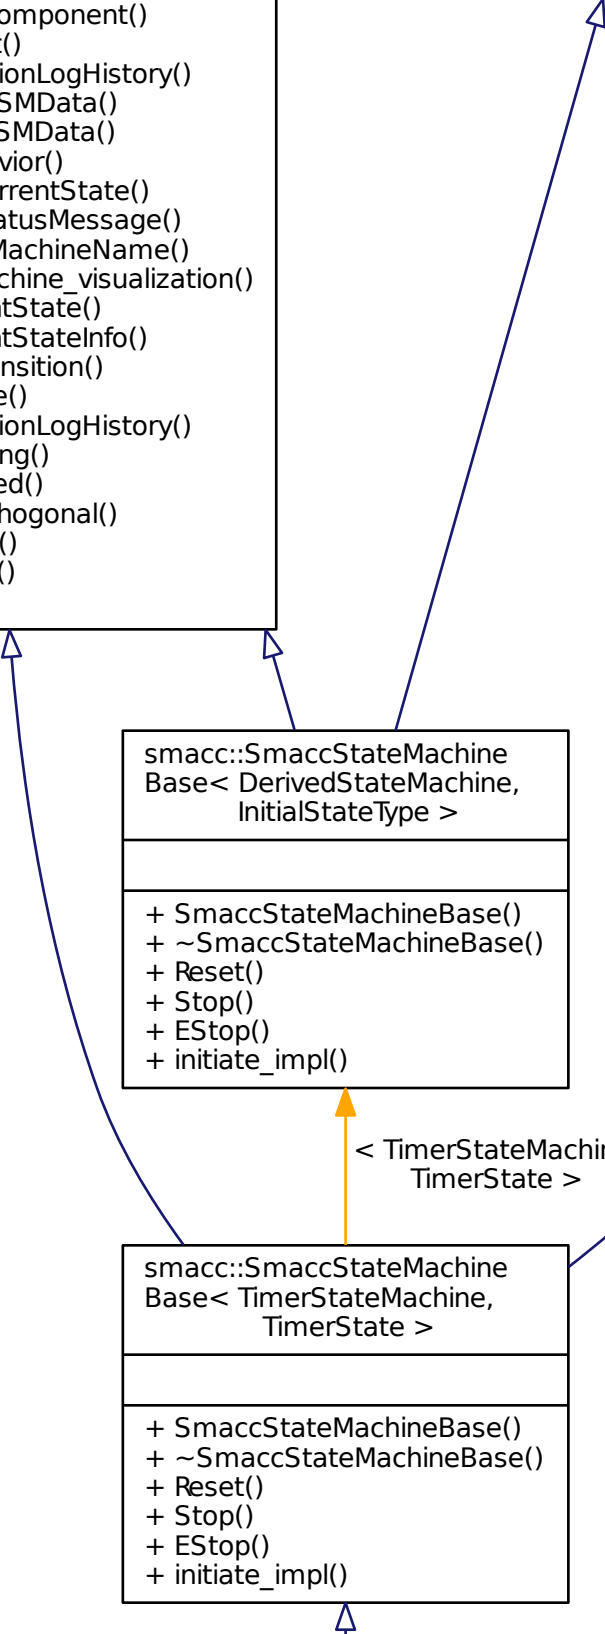 omponent()
t()
ionLogHistory()
SMData()
SMData()
vior()
rrentState()
atusMessage()
MachineName()
chine_visualization()
ntState()
ntStateInfo()
nsition()
e()
ionLogHistory()
ng()
ed()
hogonal()
()
()
smacc::SmaccStateMachine
Base< DerivedStateMachine,
InitialStateType >
+ SmaccStateMachineBase()
+ ~SmaccStateMachineBase()
+ Reset()
+ Stop()
+ EStop()
+ initiate_impl()
< TimerStateMachin
TimerState >
smacc::SmaccStateMachine
Base< TimerStateMachine,
TimerState >
+ SmaccStateMachineBase()
+ ~SmaccStateMachineBase()
+ Reset()
+ Stop()
+ EStop()
+ initiate_impl()